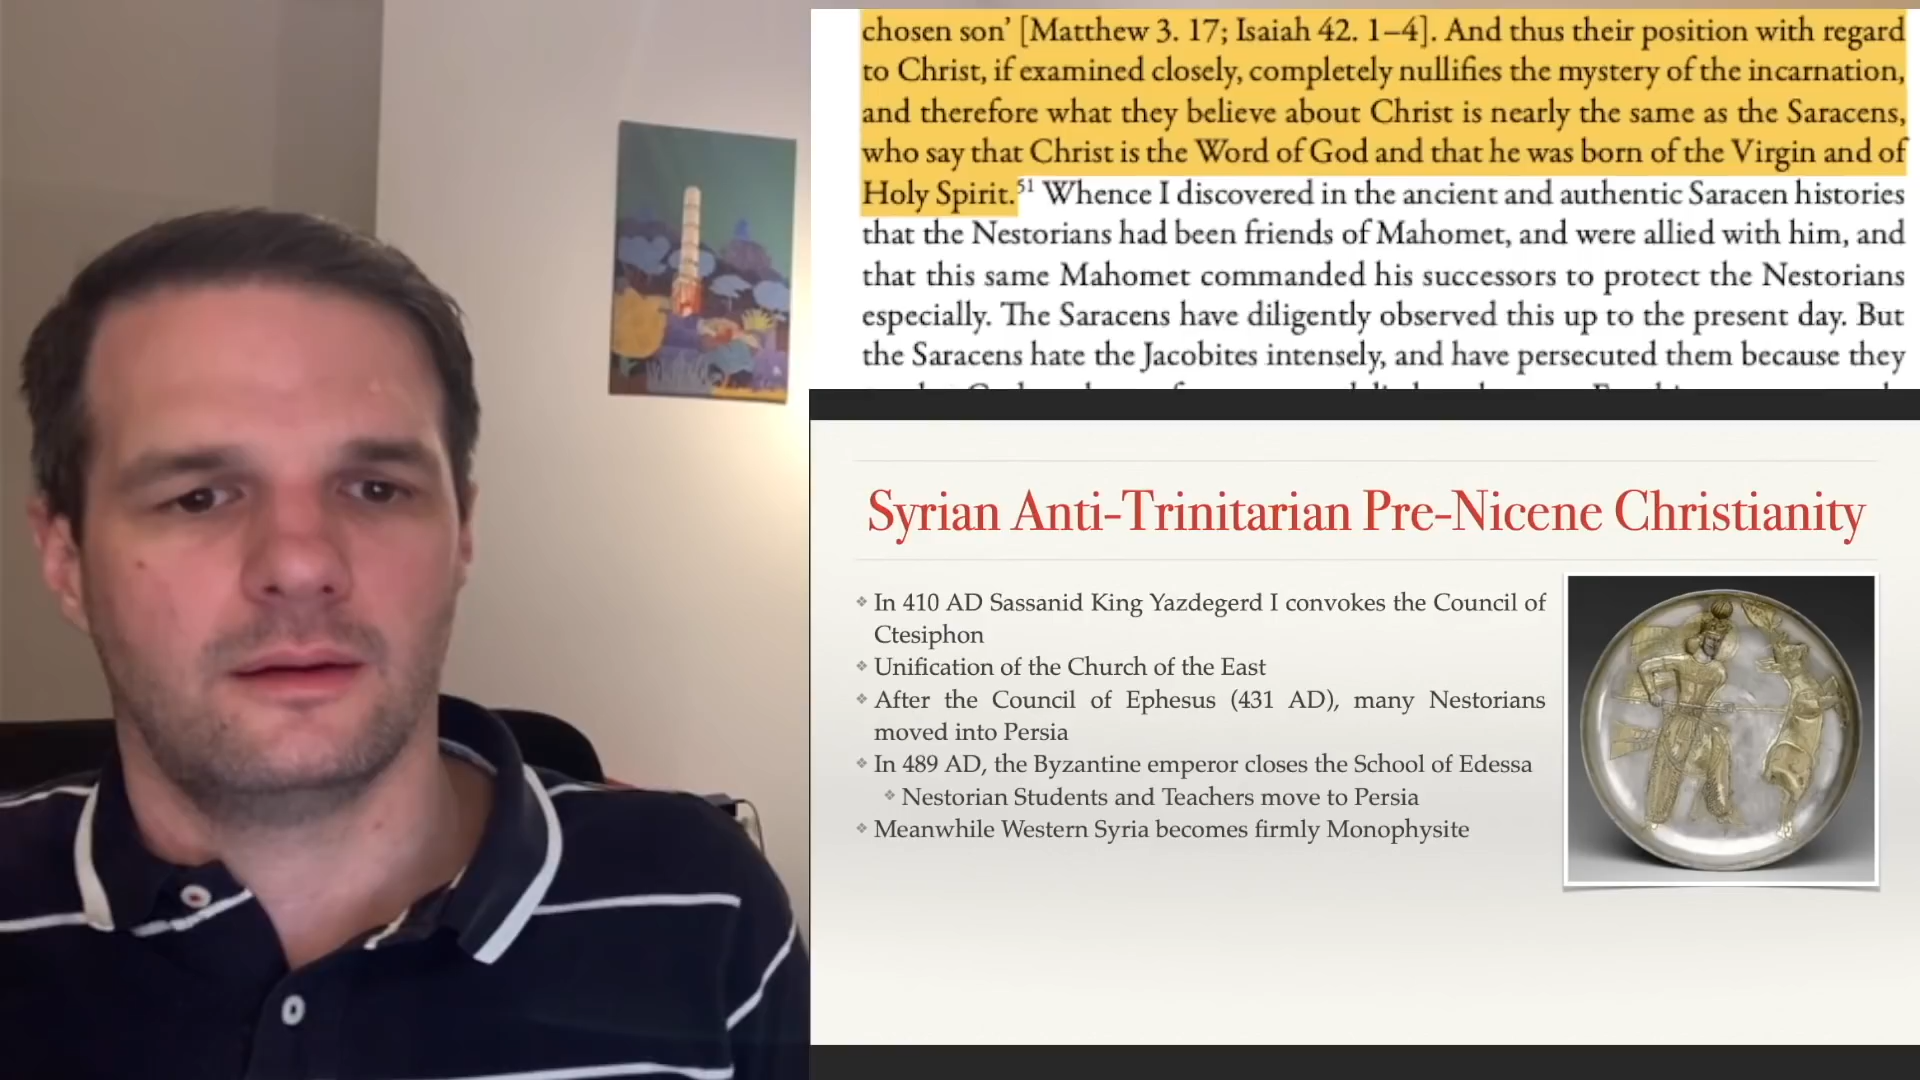 chosen son’ [Matthew 3. 17; Isaiah 42. 1–4]. And thus their position with regard
to Christ, if examined closely, completely nullifies the mystery of the incarnation,
and therefore what they believe about Christ is nearly the same as the Saracens,
who say that Christ is the Word of God and that he was born of the Virgin and of
Holy Spirit.⁵¹ Whence I discovered in the ancient and authentic Saracen histories
that the Nestorians had been friends of Mahomet, and were allied with him, and
that this same Mahomet commanded his successors to protect the Nestorians
especially. The Saracens have diligently observed this up to the present day. But
the Saracens hate the Jacobites intensely, and have persecuted them because they
Syrian Anti-Trinitarian Pre-Nicene Christianity
❖ In 410 AD Sassanid King Yazdegerd I convokes the Council of
Ctesiphon
❖ Unification of the Church of the East
❖ After the Council of Ephesus (431 AD), many Nestorians
moved into Persia
❖ In 489 AD, the Byzantine emperor closes the School of Edessa
❖ Nestorian Students and Teachers move to Persia
❖ Meanwhile Western Syria becomes firmly Monophysite